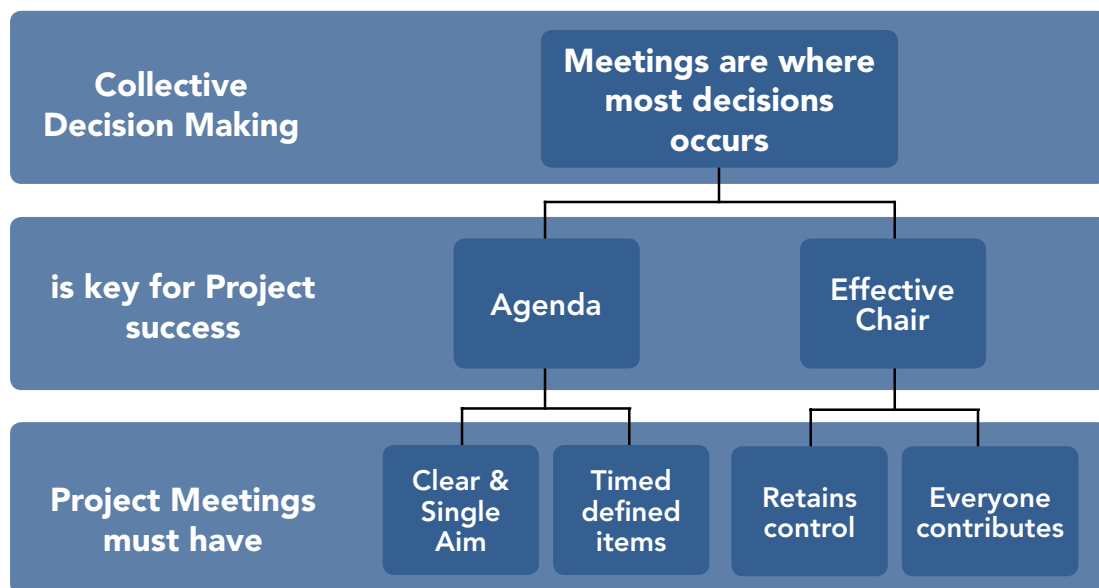 Collective
Decision Making
Meetings are where
most decisions
occurs
is key for Project
success
Agenda
Effective
Chair
Project Meetings
must have
Clear &
Single
Aim
Timed
defined
items
Retains
control
Everyone
contributes